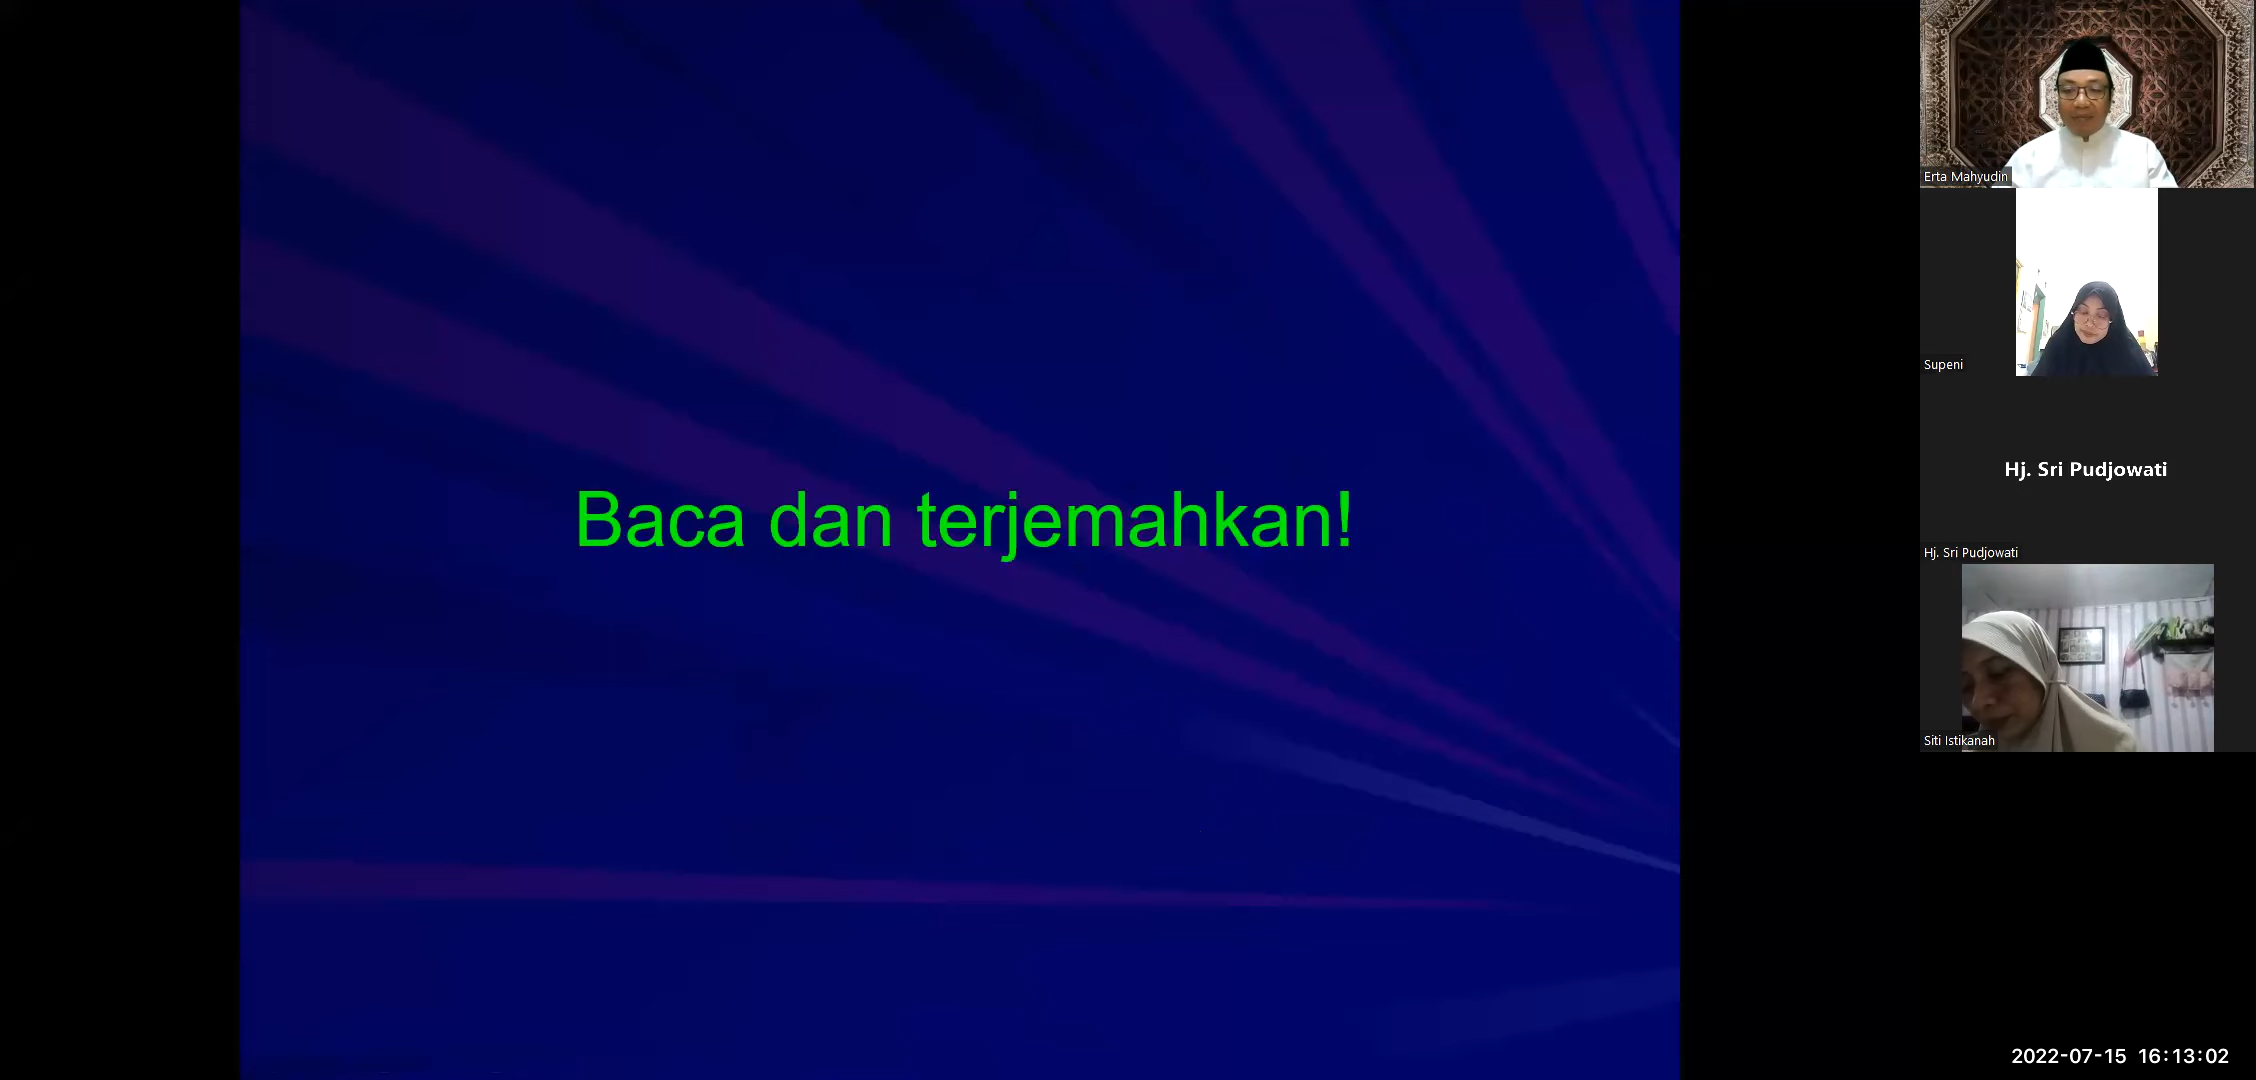 Baca dan terjemahkan!
Erta Mahyudin
Supeni
Hj. Sri Pudjowati
Hj. Sri Pudjowati
Siti Istikanah
2022-07-15 16:13:02